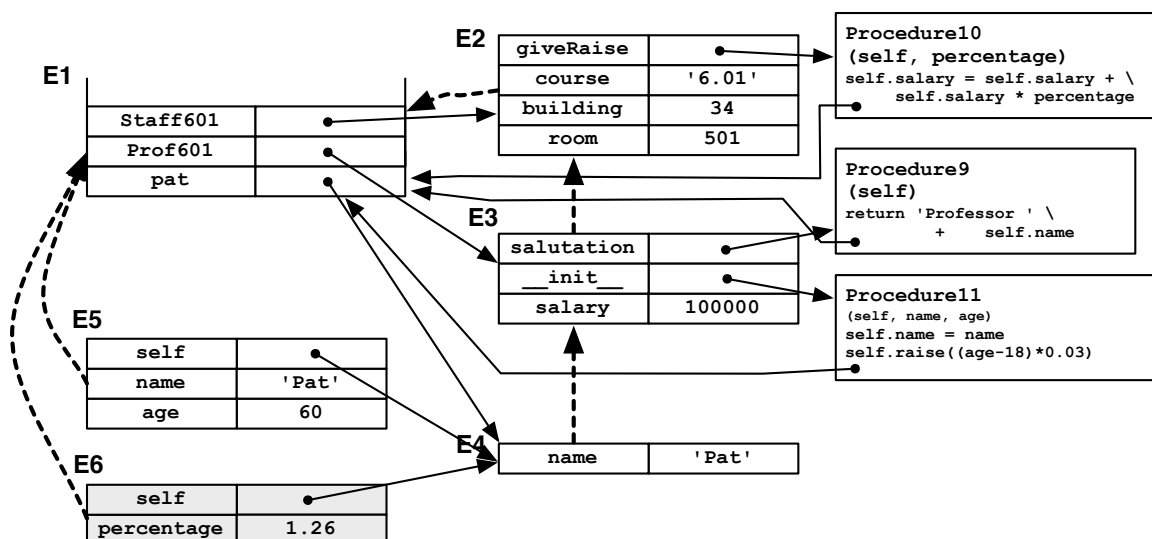 E1
Staff601
Prof601
pat
E2
giveRaise
course '6.01'
building 34
room 501
Procedure10
(self, percentage)
self.salary = self.salary + \
self.salary * percentage
Procedure9
(self)
return 'Professor ' \
+ self.name
E3
salutation
__init__
salary 100000
Procedure11
(self, name, age)
self.name = name
self.raise((age-18)*0.03)
E5
self
name 'Pat'
age 60
E4
name 'Pat'
E6
self
percentage 1.26